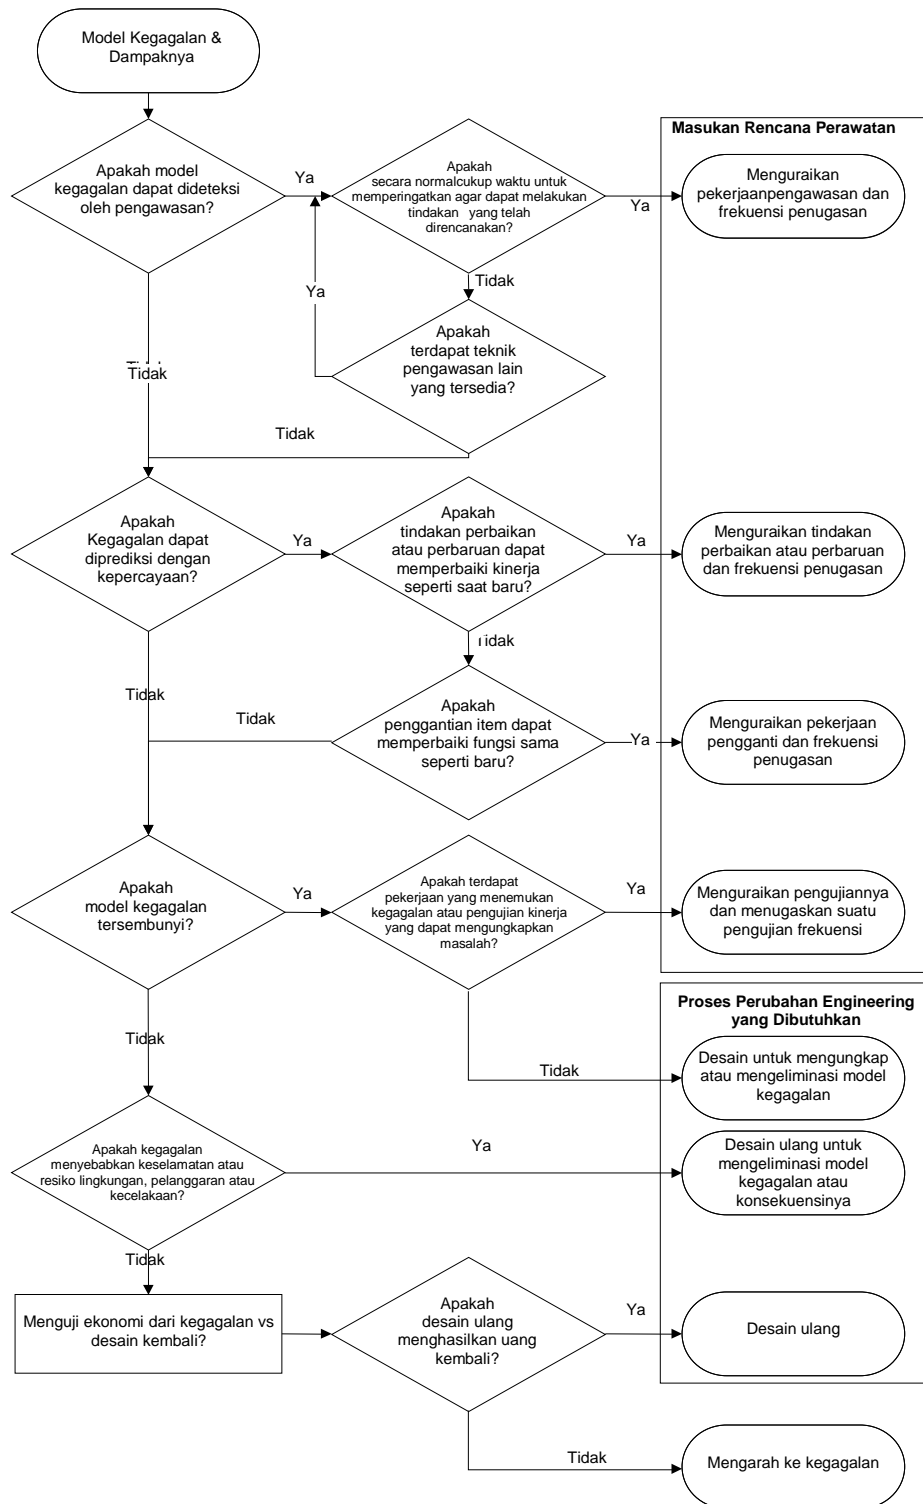 Model Kegagalan &
Dampaknya
Masukan Rencana Perawatan
Apakah model
kegagalan dapat dideteksi
oleh pengawasan?
Ya
Apakah
secara normalcukup waktu untuk
memperingatkan agar dapat melakukan
tindakan yang telah
direncanakan?
Ya
Menguraikan
pekerjaanpengawasan dan
frekuensi penugasan
Tidak
Ya
Apakah
terdapat teknik
pengawasan lain
yang tersedia?
Tidak
Tidak
Apakah
Kegagalan dapat
diprediksi dengan
kepercayaan?
Ya
Apakah
tindakan perbaikan
atau perbaruan dapat
memperbaiki kinerja
seperti saat baru?
Ya
Menguraikan tindakan
perbaikan atau perbaruan
dan frekuensi penugasan
Tidak
Tidak
Tidak
Apakah
penggantian item dapat
memperbaiki fungsi sama
seperti baru?
Ya
Menguraikan pekerjaan
pengganti dan frekuensi
penugasan
Apakah
model kegagalan
tersembunyi?
Ya
Apakah terdapat
pekerjaan yang menemukan
kegagalan atau pengujian kinerja
yang dapat mengungkapkan
masalah?
Ya
Menguraikan pengujiannya
dan menugaskan suatu
pengujian frekuensi
Proses Perubahan Engineering
yang Dibutuhkan
Tidak
Tidak
Desain untuk mengungkap
atau mengeliminasi model
kegagalan
Apakah kegagalan
menyebabkan keselamatan atau
resiko lingkungan, pelanggaran atau
kecelakaan?
Ya
Desain ulang untuk
mengeliminasi model
kegagalan atau
konsekuensinya
Tidak
Menguji ekonomi dari kegagalan vs
desain kembali?
Apakah
desain ulang
menghasilkan uang
kembali?
Ya
Desain ulang
Tidak
Mengarah ke kegagalan